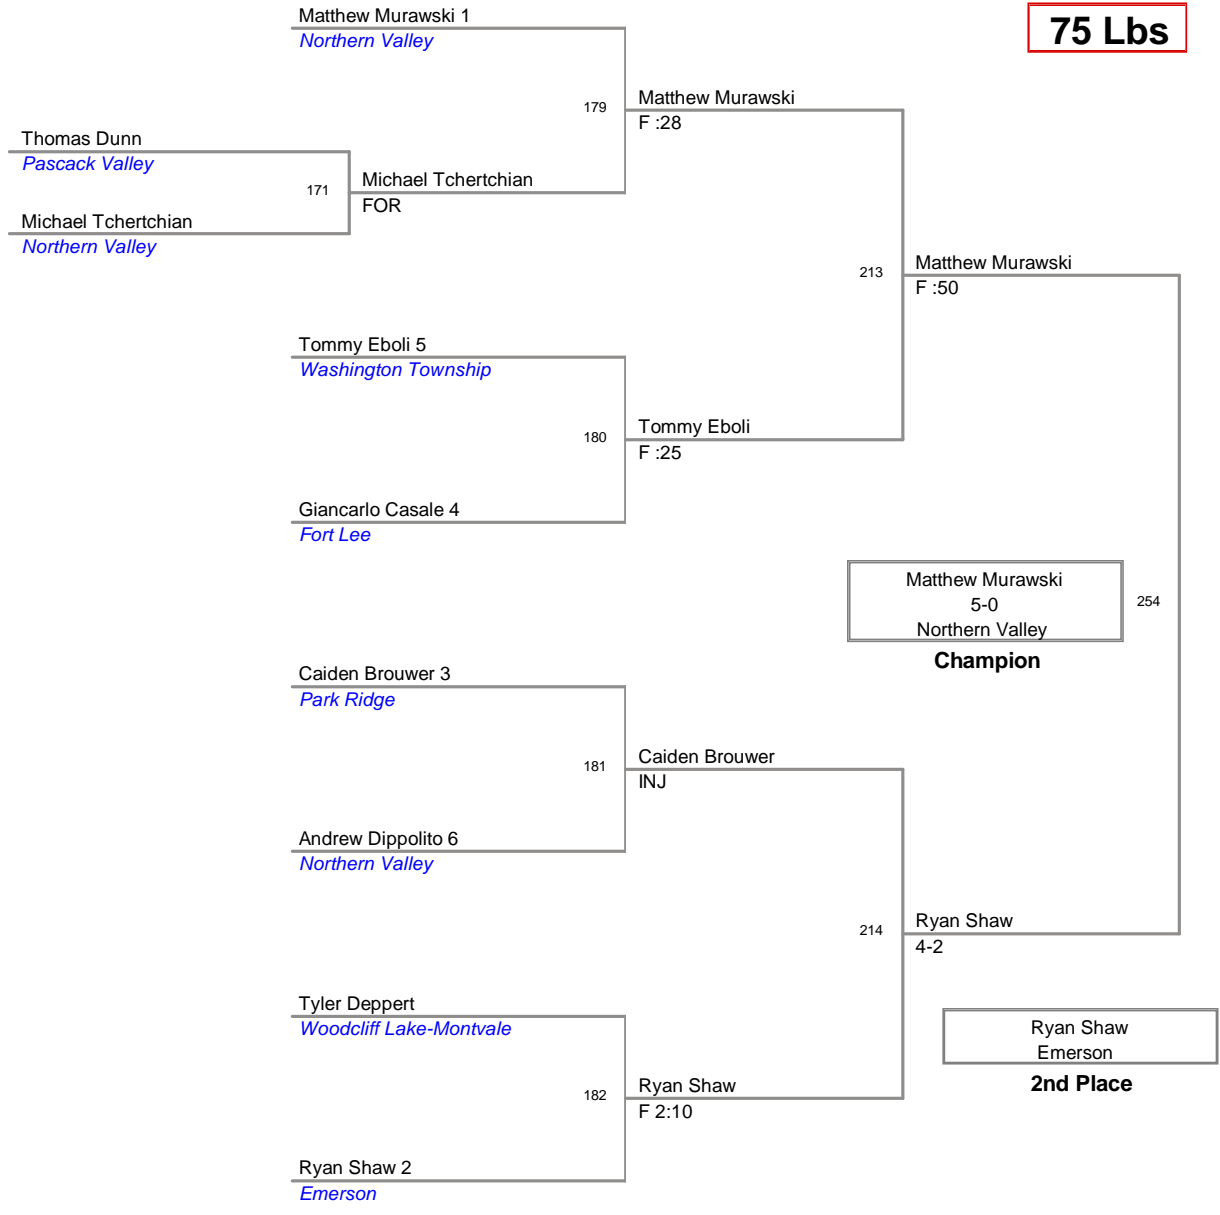 Matthew Murawski 1
Northern Valley
75 Lbs
179
Matthew Murawski
F :28
Thomas Dunn
Pascack Valley
171
Michael Tchertchian
FOR
Michael Tchertchian
Northern Valley
213
Matthew Murawski
F :50
Tommy Eboli 5
Washington Township
180
Tommy Eboli
F :25
Giancarlo Casale 4
Fort Lee
Matthew Murawski
5-0
Northern Valley
254
Champion
Caiden Brouwer 3
Park Ridge
181
Caiden Brouwer
INJ
Andrew Dippolito 6
Northern Valley
214
Ryan Shaw
4-2
Tyler Deppert
Woodcliff Lake-Montvale
Ryan Shaw
Emerson
2nd Place
182
Ryan Shaw
F 2:10
Ryan Shaw 2
Emerson